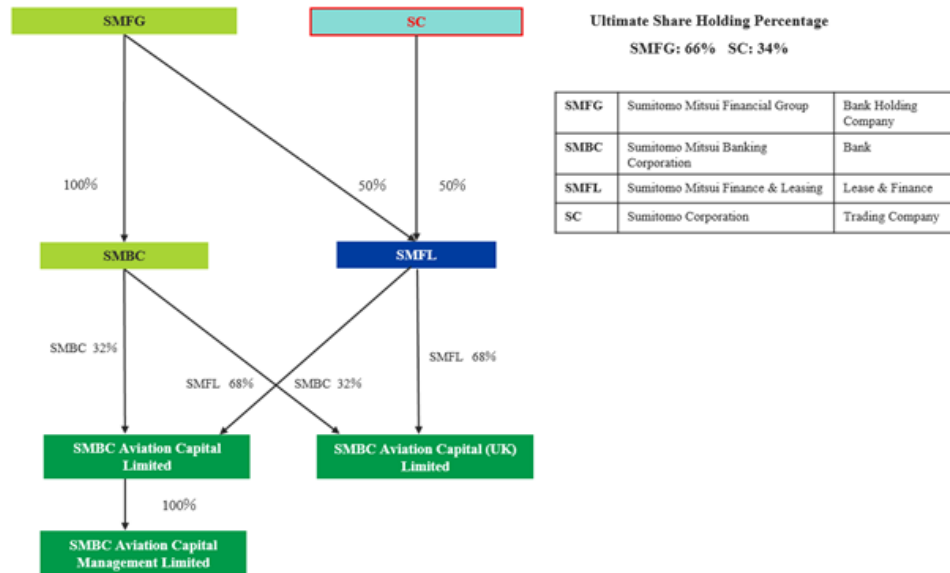 SMFG
SC
Ultimate Share Holding Percentage
SMFG: 66% SC: 34%
SMFG Sumitomo Mitsui Financial Group Bank Holding
Company
SMBC Sumitomo Mitsui Banking Bank
Corporation
SMFL Sumitomo Mitsui Finance & Leasing Lease & Finance
SC Sumitomo Corporation Trading Company
100%
50%
50%
SMBC
SMFL
SMBC 32%
SMFL 68%
SMBC 32%
SMFL 68%
SMBC Aviation Capital
Limited
SMBC Aviation Capital (UK)
Limited
100%
SMBC Aviation Capital
Management Limited